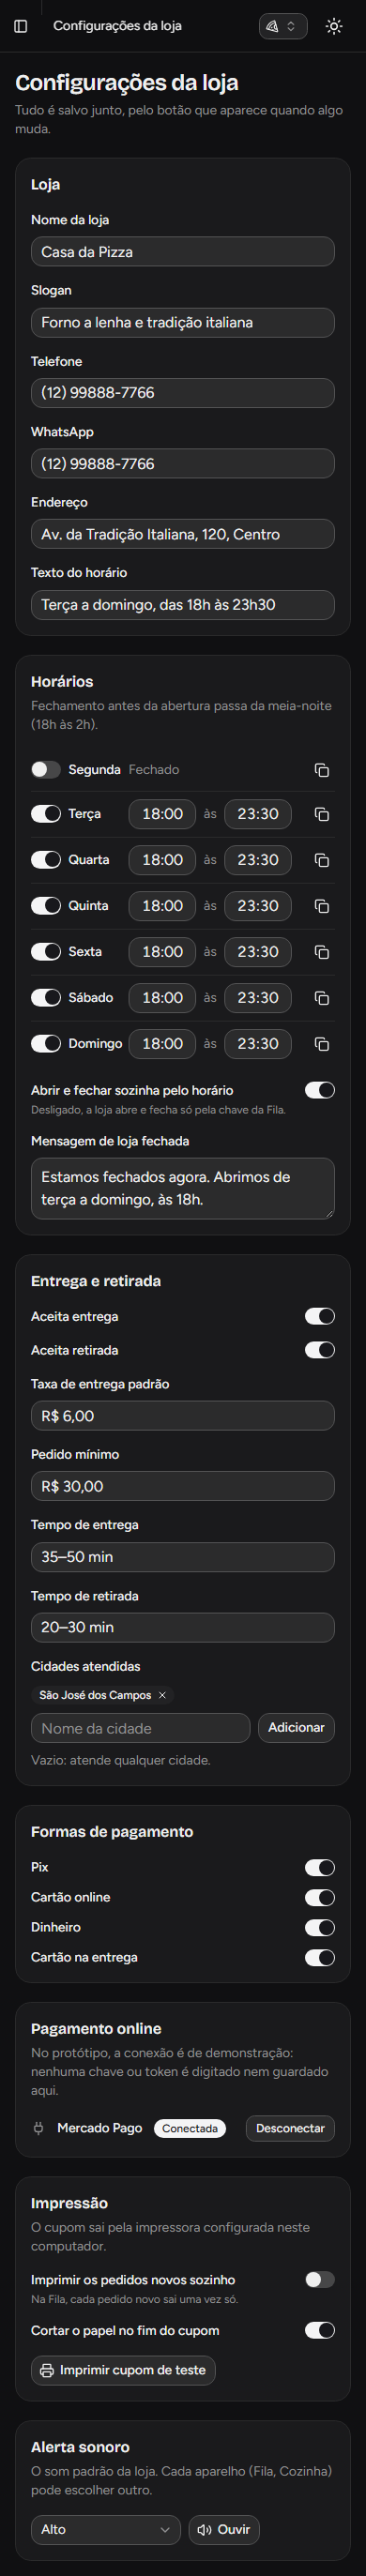 Configurações da loja
Configurações da loja
Tudo é salvo junto, pelo botão que aparece quando algo
muda.
Loja
Nome da loja
Casa da Pizza
Slogan
Forno a lenha e tradição italiana
Telefone
(12) 99888-7766
WhatsApp
(12) 99888-7766
Endereço
Av. da Tradição Italiana, 120, Centro
Texto do horário
Terça a domingo, das 18h às 23h30
Horários
Fechamento antes da abertura passa da meia-noite
(18h às 2h).
Segunda Fechado
Terça 18:00 às 23:30
Quarta 18:00 às 23:30
Quinta 18:00 às 23:30
Sexta 18:00 às 23:30
Sábado 18:00 às 23:30
Domingo 18:00 às 23:30
Abrir e fechar sozinha pelo horário
Desligado, a loja abre e fecha só pela chave da Fila.
Mensagem de loja fechada
Estamos fechados agora. Abrimos de
terça a domingo, às 18h.
Entrega e retirada
Aceita entrega
Aceita retirada
Taxa de entrega padrão
R$ 6,00
Pedido mínimo
R$ 30,00
Tempo de entrega
35–50 min
Tempo de retirada
20–30 min
Cidades atendidas
São José dos Campos
Nome da cidade Adicionar
Vazio: atende qualquer cidade.
Formas de pagamento
Pix
Cartão online
Dinheiro
Cartão na entrega
Pagamento online
No protótipo, a conexão é de demonstração:
nenhuma chave ou token é digitado nem guardado
aqui.
Mercado Pago Conectada Desconectar
Impressão
O cupom sai pela impressora configurada neste
computador.
Imprimir os pedidos novos sozinho
Na Fila, cada pedido novo sai uma vez só.
Cortar o papel no fim do cupom
Imprimir cupom de teste
Alerta sonoro
O som padrão da loja. Cada aparelho (Fila, Cozinha)
pode escolher outro.
Alto Ouvir